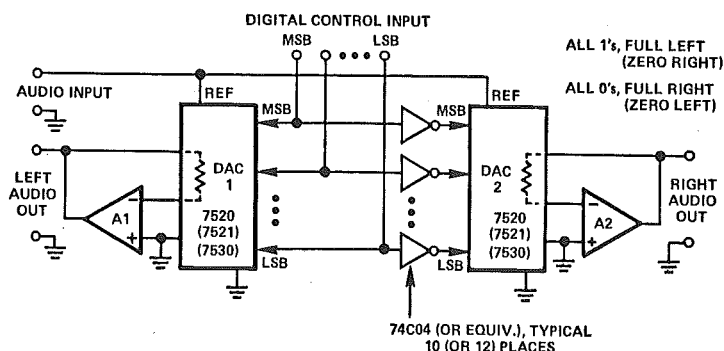 DIGITAL CONTROL INPUT
MSB
LSB
ALL 1's, FULL LEFT
(ZERO RIGHT)
ALL 0's, FULL RIGHT
(ZERO LEFT)
AUDIO INPUT
REF
MSB
MSB
REF
LEFT
AUDIO
OUT
A1
DAC
1
7520
(7521)
(7530)
LSB
LSB
DAC
2
7520
(7521)
(7530)
A2
RIGHT
AUDIO
OUT
74C04 (OR EQUIV.), TYPICAL
10 (OR 12) PLACES